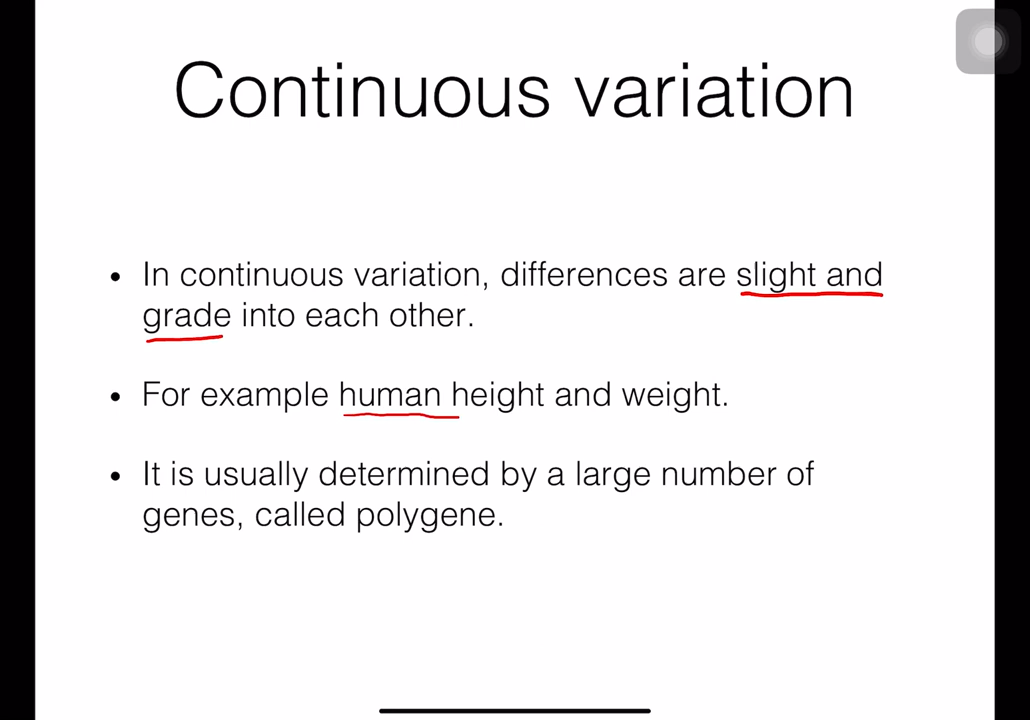 Continuous variation
• In continuous variation, differences are slight and
grade into each other.
• For example human height and weight.
• It is usually determined by a large number of
genes, called polygene.